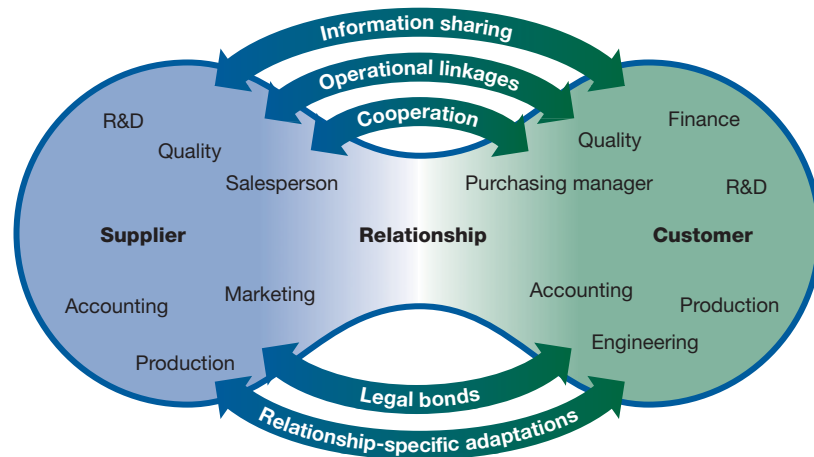 Information sharing
Operational linkages
Cooperation
R&D
Quality
Salesperson
Finance
Quality
Purchasing manager
R&D
Supplier
Relationship
Customer
Accounting
Marketing
Production
Accounting
Production
Engineering
Legal bonds
Relationship-specific adaptations